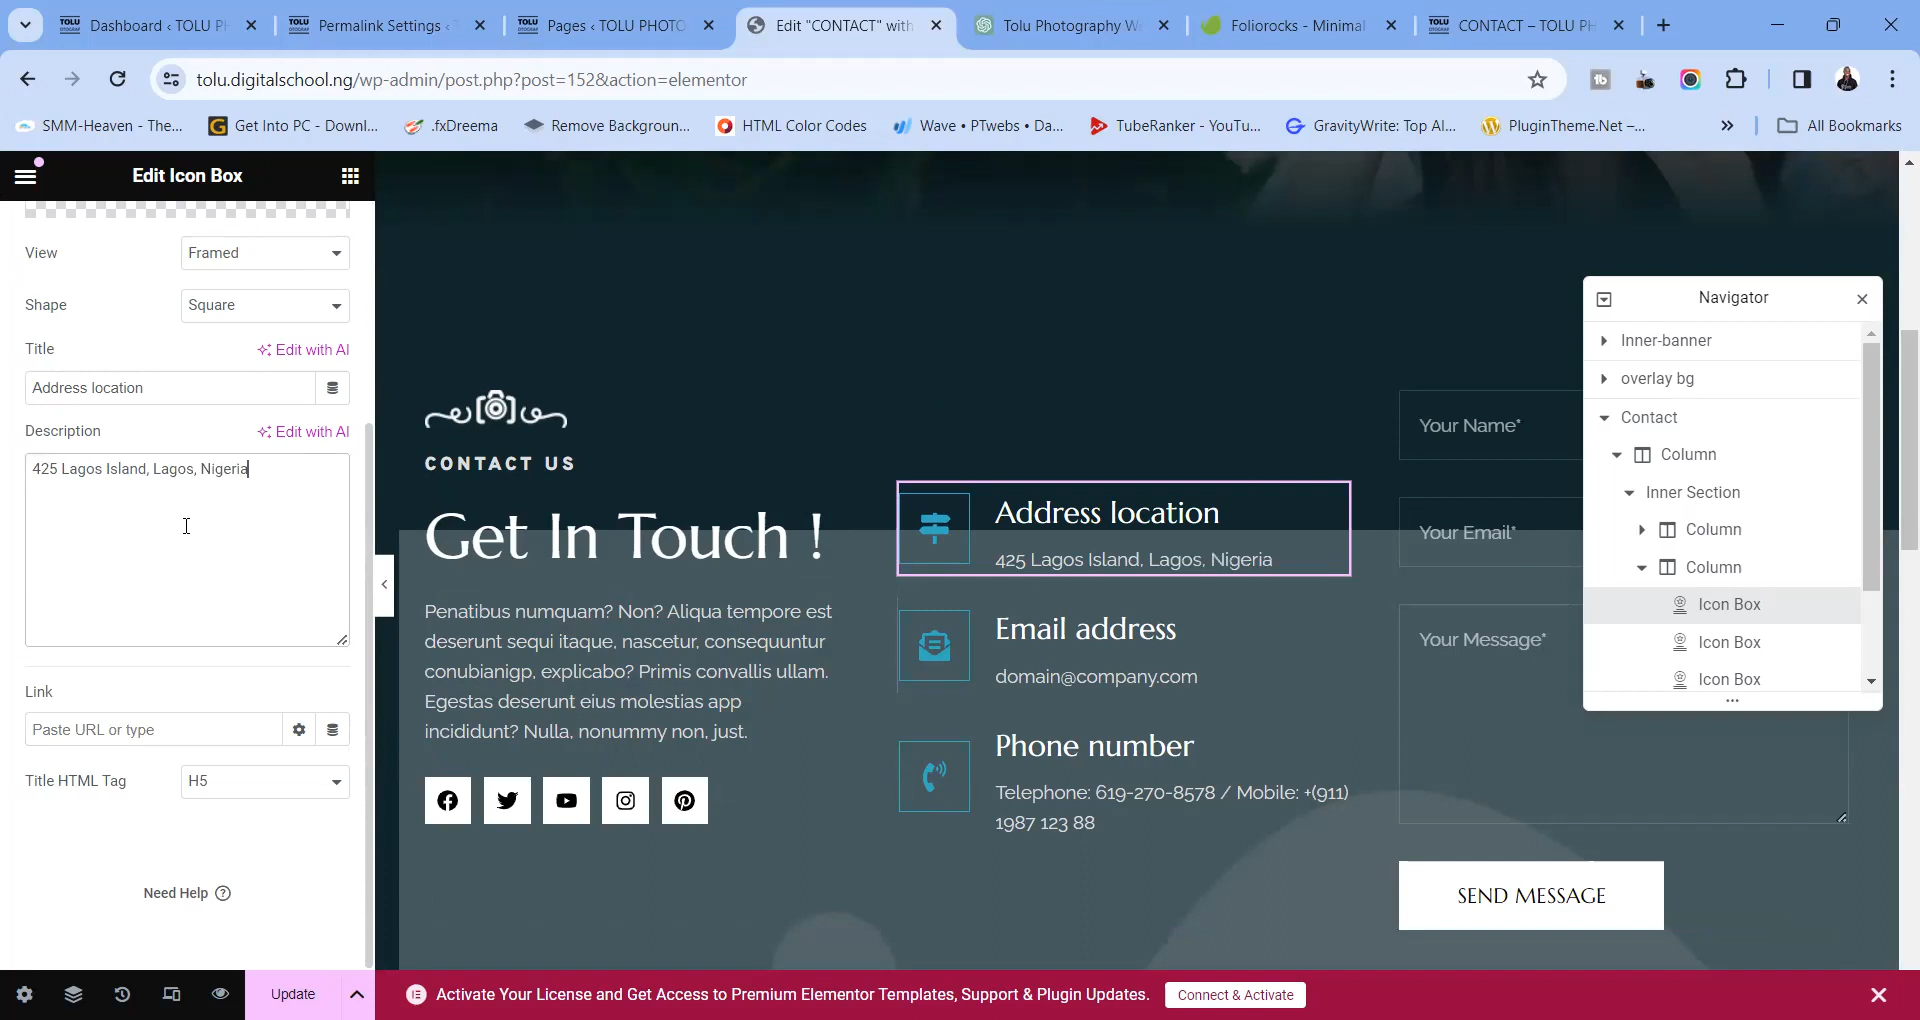 Dashboard ‹ TOLU PH
Permalink Settings ‹ T
Pages ‹ TOLU PHOTO
Edit "CONTACT" with
Tolu Photography We
Foliorocks - Minimal
CONTACT – TOLU PH
tolu.digitalschool.ng/wp-admin/post.php?post=152&action=elementor
SMM-Heaven - The...
Get Into PC - Downl...
.fxDreema
Remove Backgroun...
HTML Color Codes
Wave • PTwebs • Da...
TubeRanker - YouTu...
GravityWrite: Top AI...
PluginTheme.Net –...
All Bookmarks
Edit Icon Box
View
Framed
Shape
Square
Title
Edit with AI
Address location
Description
Edit with AI
425 Lagos Island, Lagos, Nigeria
Link
Paste URL or type
Title HTML Tag
H5
Need Help
Update
CONTACT US
Get In Touch !
Penatibus numquam? Non? Aliqua tempore est
deserunt sequi itaque, nascetur, consequuntur
conubianigp, explicabo? Primis convallis ullam.
Egestas deserunt eius molestias app
incididunt? Nulla, nonummy non, just.
Address location
425 Lagos Island, Lagos, Nigeria
Email address
domain@company.com
Phone number
Telephone: 619-270-8578 / Mobile: +(911)
1987 123 88
Your Name*
Your Email*
Your Message*
SEND MESSAGE
Navigator
Inner-banner
overlay bg
Contact
Column
Inner Section
Column
Column
Icon Box
Icon Box
Icon Box
Activate Your License and Get Access to Premium Elementor Templates, Support & Plugin Updates.
Connect & Activate